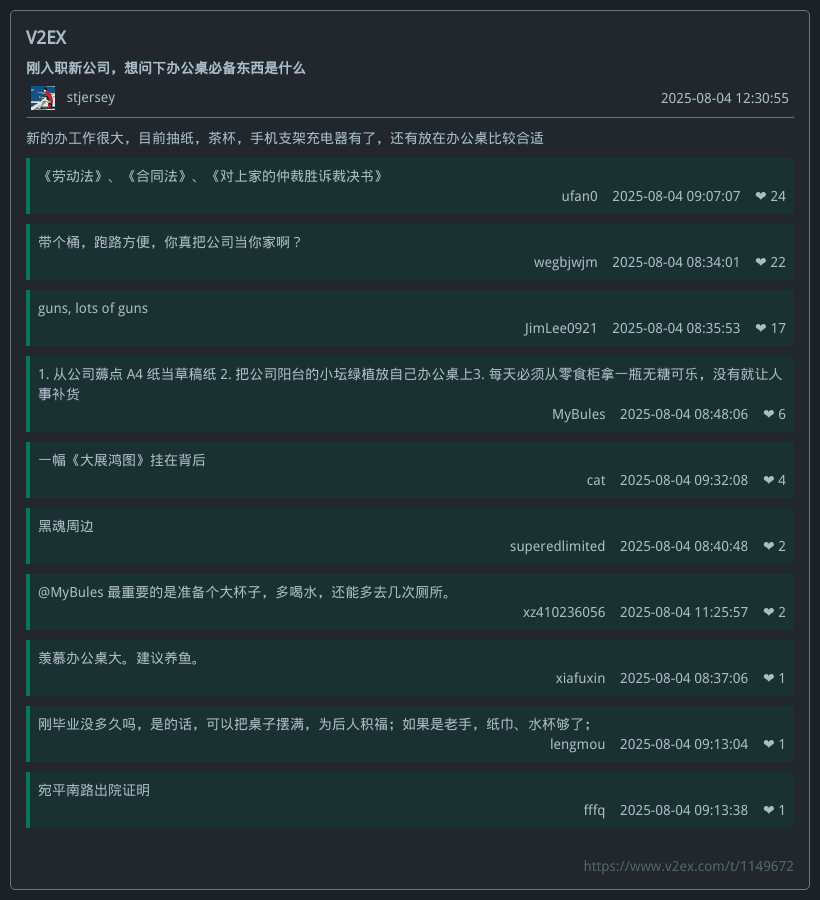 V2EX
刚入职新公司，想问下办公桌必备东西是什么
stjersey 2025-08-04 12:30:55
新的办工作很大，目前抽纸，茶杯，手机支架充电器有了，还有放在办公桌比较合适
《劳动法》、《合同法》、《对上家的仲裁胜诉裁决书》
ufan0 2025-08-04 09:07:07 ❤ 24
带个桶，跑路方便，你真把公司当你家啊？
wegbjwjm 2025-08-04 08:34:01 ❤ 22
guns, lots of guns
JimLee0921 2025-08-04 08:35:53 ❤ 17
1. 从公司薅点 A4 纸当草稿纸 2. 把公司阳台的小坛绿植放自己办公桌上3. 每天必须从零食柜拿一瓶无糖可乐，没有就让人
事补货
MyBules 2025-08-04 08:48:06 ❤ 6
一幅《大展鸿图》挂在背后
cat 2025-08-04 09:32:08 ❤ 4
黑魂周边
superedlimited 2025-08-04 08:40:48 ❤ 2
@MyBules 最重要的是准备个大杯子，多喝水，还能多去几次厕所。
xz410236056 2025-08-04 11:25:57 ❤ 2
羡慕办公桌大。建议养鱼。
xiafuxin 2025-08-04 08:37:06 ❤ 1
刚毕业没多久吗，是的话，可以把桌子摆满，为后人积福；如果是老手，纸巾、水杯够了；
lengmou 2025-08-04 09:13:04 ❤ 1
宛平南路出院证明
fffq 2025-08-04 09:13:38 ❤ 1
https://www.v2ex.com/t/1149672